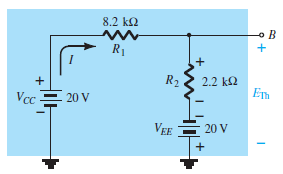 8.2 kΩ
R1
I
B
+
+
+
R2
2.2 kΩ
ETh
VCC
20 V
VEE
20 V
+